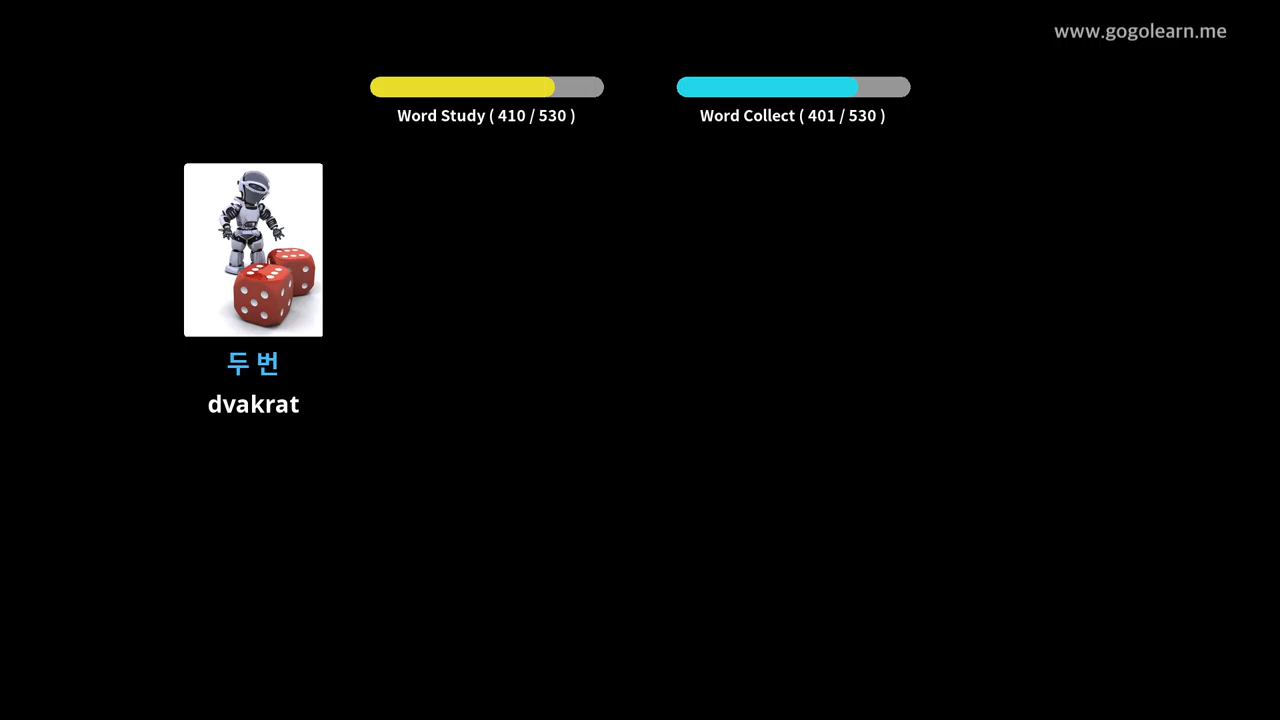 www.gogolearn.me
Word Study ( 410 / 530 )
Word Collect ( 401 / 530 )
두 번
dvakrat